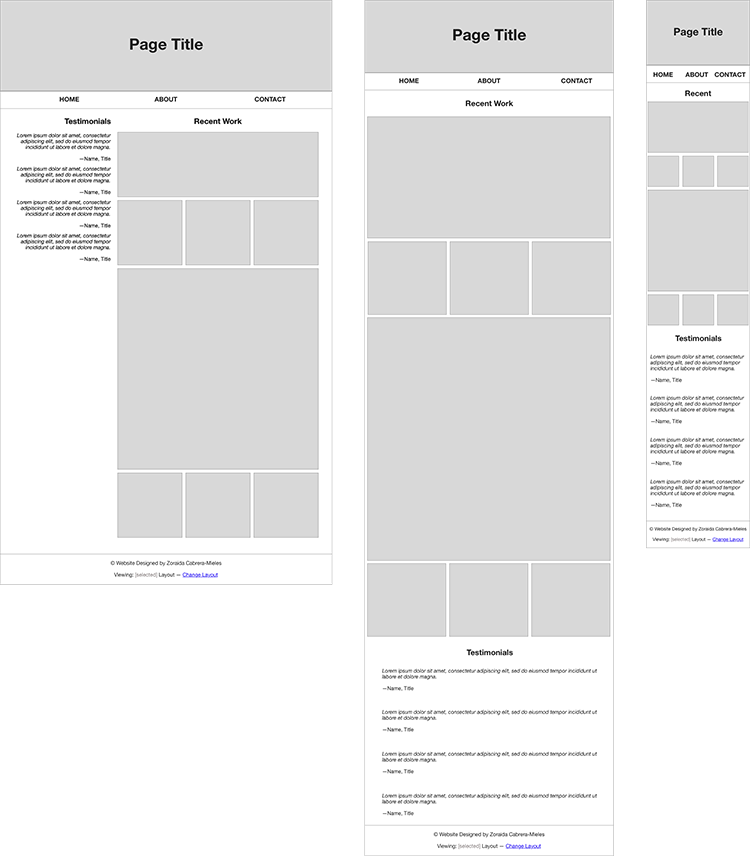 Page Title
HOME ABOUT CONTACT
Testimonials
Lorem ipsum dolor sit amet, consectetur
adipiscing elit, sed do eiusmod tempor
incididunt ut labore et dolore magna.
—Name, Title
Lorem ipsum dolor sit amet, consectetur
adipiscing elit, sed do eiusmod tempor
incididunt ut labore et dolore magna.
—Name, Title
Lorem ipsum dolor sit amet, consectetur
adipiscing elit, sed do eiusmod tempor
incididunt ut labore et dolore magna.
—Name, Title
Lorem ipsum dolor sit amet, consectetur
adipiscing elit, sed do eiusmod tempor
incididunt ut labore et dolore magna.
—Name, Title
Recent Work
© Website Designed by Zoraida Cabrera-Mieles
Viewing: [selected] Layout — Change Layout
Page Title
HOME ABOUT CONTACT
Recent Work
Testimonials
Lorem ipsum dolor sit amet, consectetur adipiscing elit, sed do eiusmod tempor incididunt ut
labore et dolore magna.
—Name, Title
Lorem ipsum dolor sit amet, consectetur adipiscing elit, sed do eiusmod tempor incididunt ut
labore et dolore magna.
—Name, Title
Lorem ipsum dolor sit amet, consectetur adipiscing elit, sed do eiusmod tempor incididunt ut
labore et dolore magna.
—Name, Title
Lorem ipsum dolor sit amet, consectetur adipiscing elit, sed do eiusmod tempor incididunt ut
labore et dolore magna.
—Name, Title
© Website Designed by Zoraida Cabrera-Mieles
Viewing: [selected] Layout — Change Layout
Page Title
HOME ABOUT CONTACT
Recent
Testimonials
Lorem ipsum dolor sit amet, consectetur
adipiscing elit, sed do eiusmod tempor
incididunt ut labore et dolore magna.
—Name, Title
Lorem ipsum dolor sit amet, consectetur
adipiscing elit, sed do eiusmod tempor
incididunt ut labore et dolore magna.
—Name, Title
Lorem ipsum dolor sit amet, consectetur
adipiscing elit, sed do eiusmod tempor
incididunt ut labore et dolore magna.
—Name, Title
Lorem ipsum dolor sit amet, consectetur
adipiscing elit, sed do eiusmod tempor
incididunt ut labore et dolore magna.
—Name, Title
© Website Designed by Zoraida Cabrera-Mieles
Viewing: [selected] Layout — Change Layout